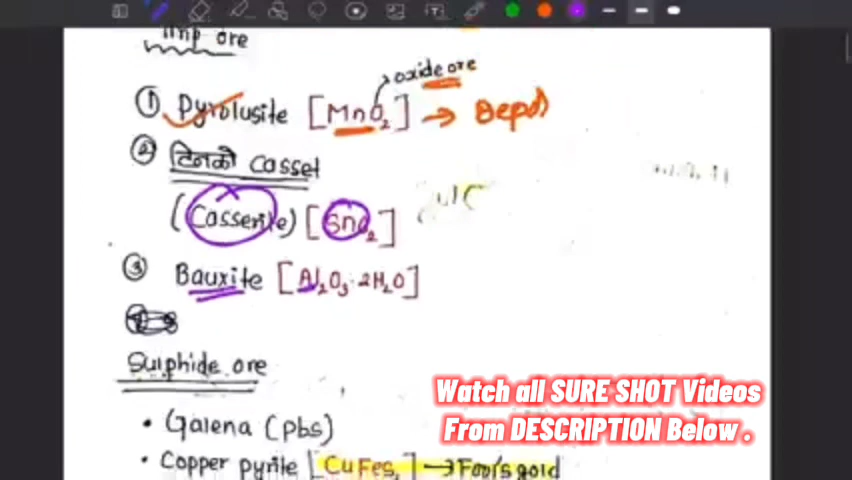 Imp ore
oxide ore
① Pyrolusite [MnO₂] →
② टिनको Casset
(Casserite) [SnO₂]
③ Bauxite [Al₂O₃·2H₂O]
Sulphide ore
• Galena (Pbs)
• Copper pyrite [CuFeS₂] → Fool's gold
Watch all SURE SHOT Videos
From DESCRIPTION Below .